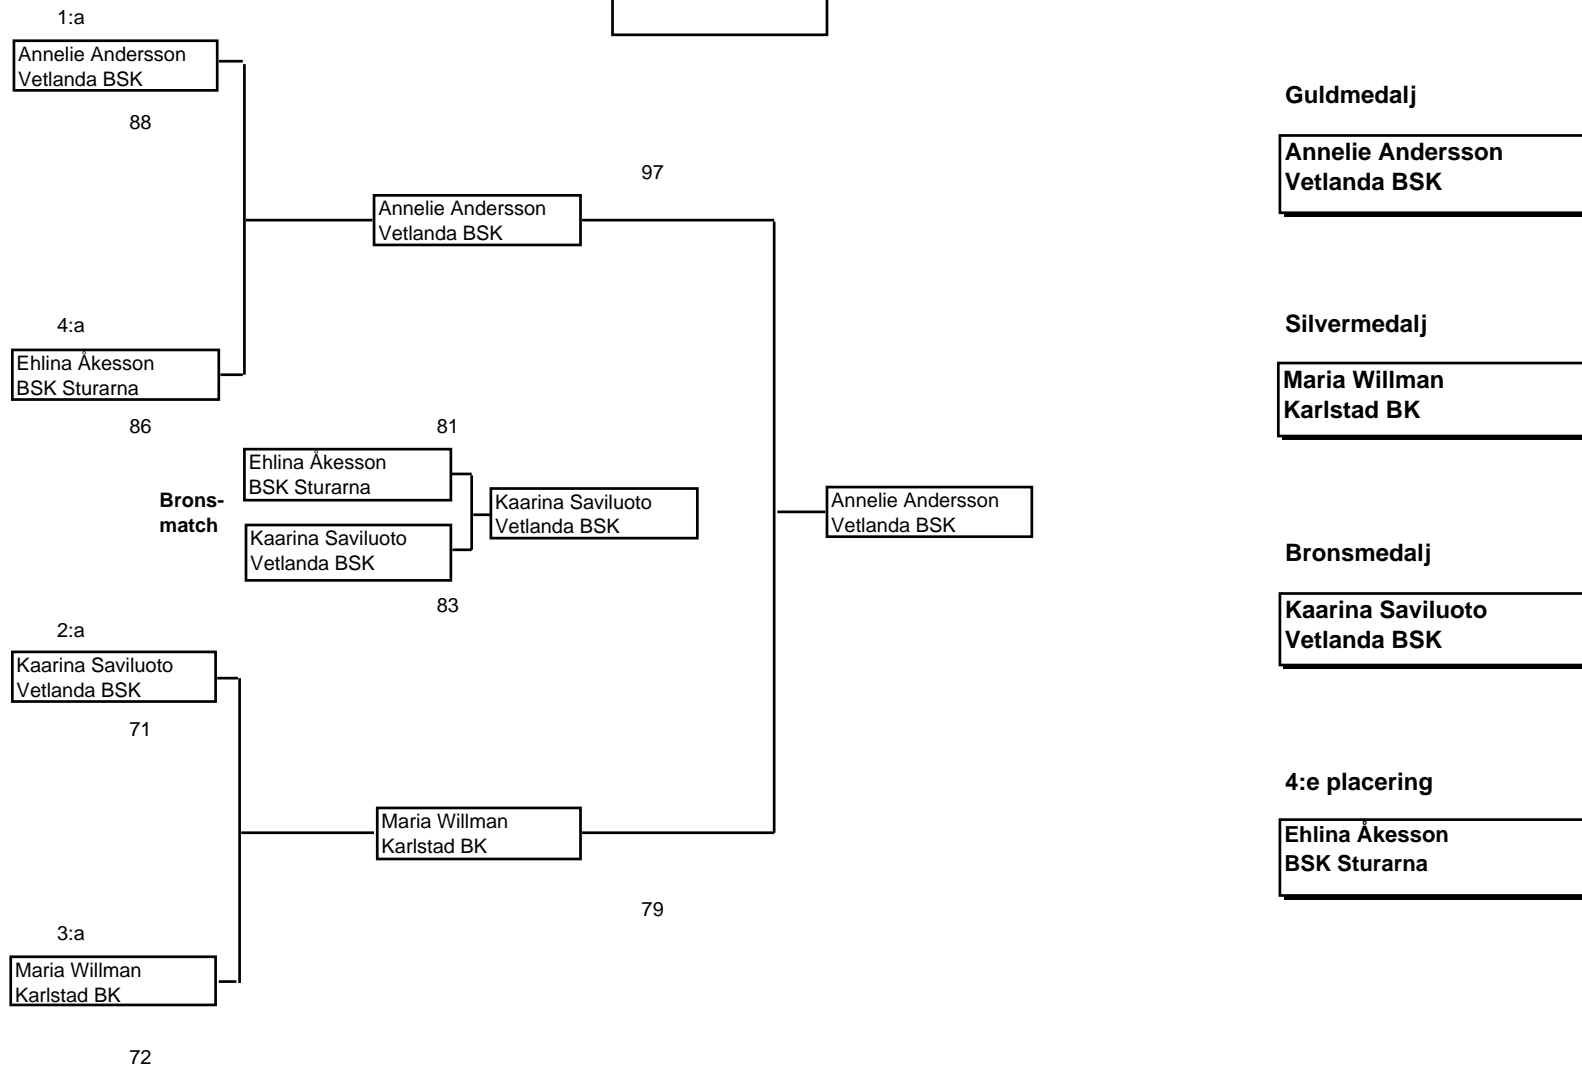 1:a
Annelie Andersson
Vetlanda BSK
88
4:a
Ehlina Åkesson
BSK Sturarna
86
97
Annelie Andersson
Vetlanda BSK
81
Ehlina Åkesson
BSK Sturarna
Brons-
match
Kaarina Saviluoto
Vetlanda BSK
83
Kaarina Saviluoto
Vetlanda BSK
Annelie Andersson
Vetlanda BSK
2:a
Kaarina Saviluoto
Vetlanda BSK
71
Maria Willman
Karlstad BK
79
3:a
Maria Willman
Karlstad BK
72
Guldmedalj
Annelie Andersson
Vetlanda BSK
Silvermedalj
Maria Willman
Karlstad BK
Bronsmedalj
Kaarina Saviluoto
Vetlanda BSK
4:e placering
Ehlina Åkesson
BSK Sturarna